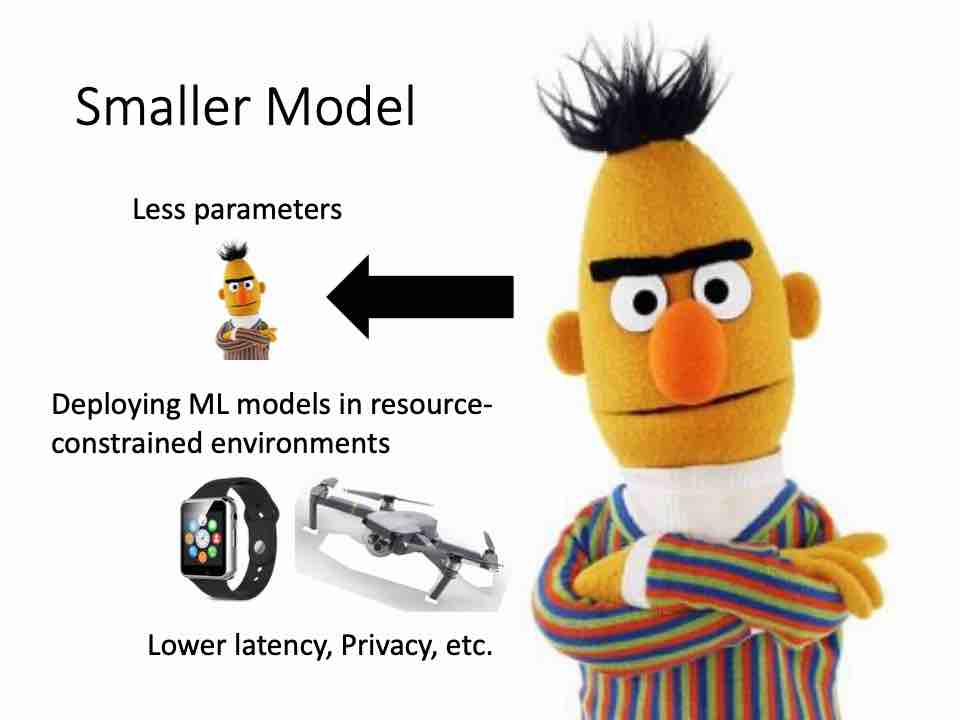 Smaller Model
Less parameters
Deploying ML models in resource-
constrained environments
Lower latency, Privacy, etc.